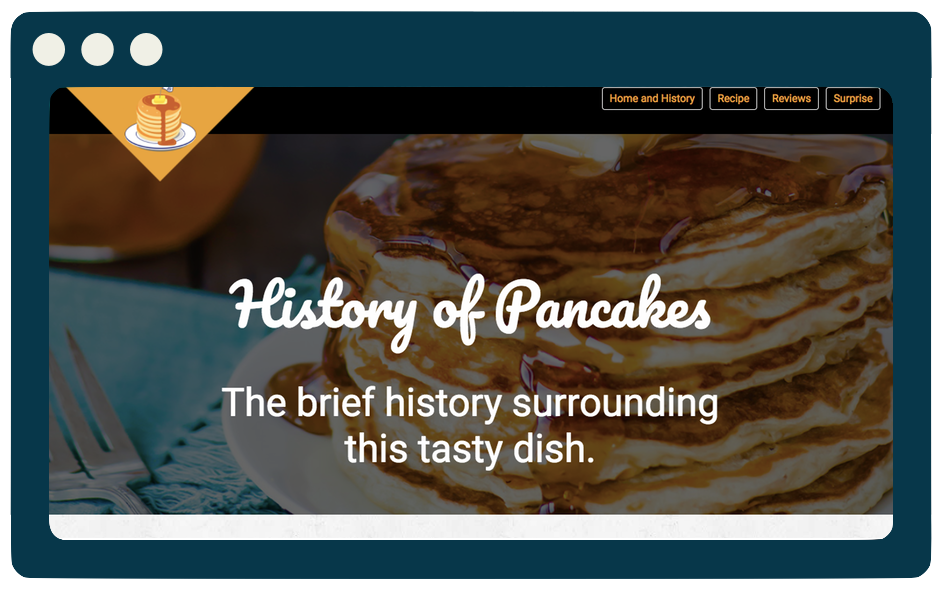 Home and History
Recipe
Reviews
Surprise
History of Pancakes
The brief history surrounding
this tasty dish.